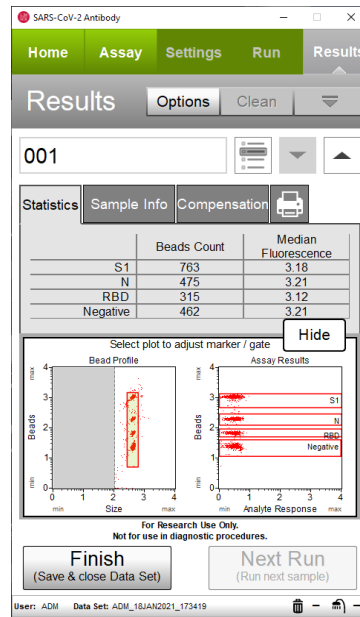 SARS-CoV-2 Antibody
Home Assay Settings Run Results
Results Options Clean
001
Statistics Sample Info Compensation
Beads Count Median Fluorescence
S1 763 3.18
N 475 3.21
RBD 315 3.12
Negative 462 3.21
Hide
Select plot to adjust marker / gate
Bead Profile Assay Results
max 4 4
3 3 S1
N
Beads 2 Beads 2 RBD
Negative
1 1
min 0 0
0 1 2 3 4 0 1 2 3 4
min Size max min Analyte Response max
For Research Use Only.
Not for use in diagnostic procedures.
Finish Next Run
(Save & close Data Set) (Run next sample)
User: ADM Data Set: ADM_18JAN2021_173419